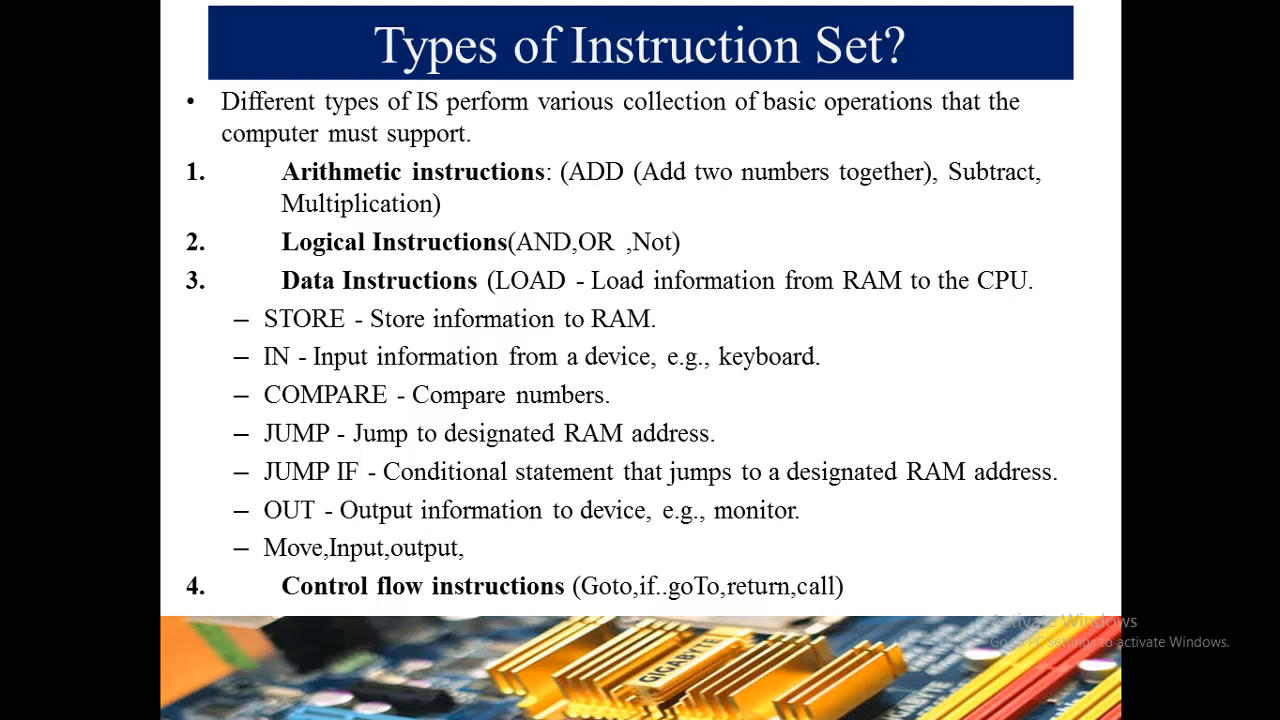 Types of Instruction Set?
• Different types of IS perform various collection of basic operations that the
computer must support.
1. Arithmetic instructions: (ADD (Add two numbers together), Subtract,
Multiplication)
2. Logical Instructions(AND,OR ,Not)
3. Data Instructions (LOAD - Load information from RAM to the CPU.
– STORE - Store information to RAM.
– IN - Input information from a device, e.g., keyboard.
– COMPARE - Compare numbers.
– JUMP - Jump to designated RAM address.
– JUMP IF - Conditional statement that jumps to a designated RAM address.
– OUT - Output information to device, e.g., monitor.
– Move,Input,output,
4. Control flow instructions (Goto,if..goTo,return,call)
Activate Windows
Go to PC settings to activate Windows.
GIGABYTE
GIGABYTE